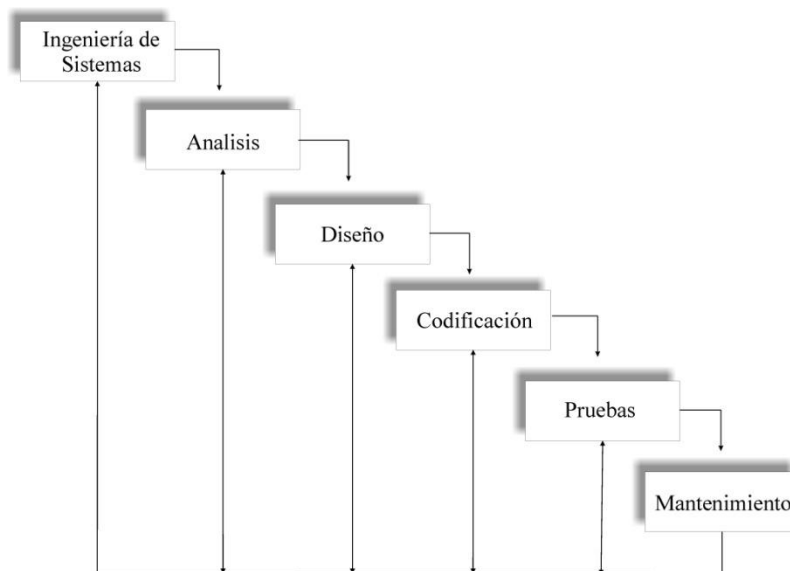 Ingeniería de
Sistemas
Analisis
Diseño
Codificación
Pruebas
Mantenimiento